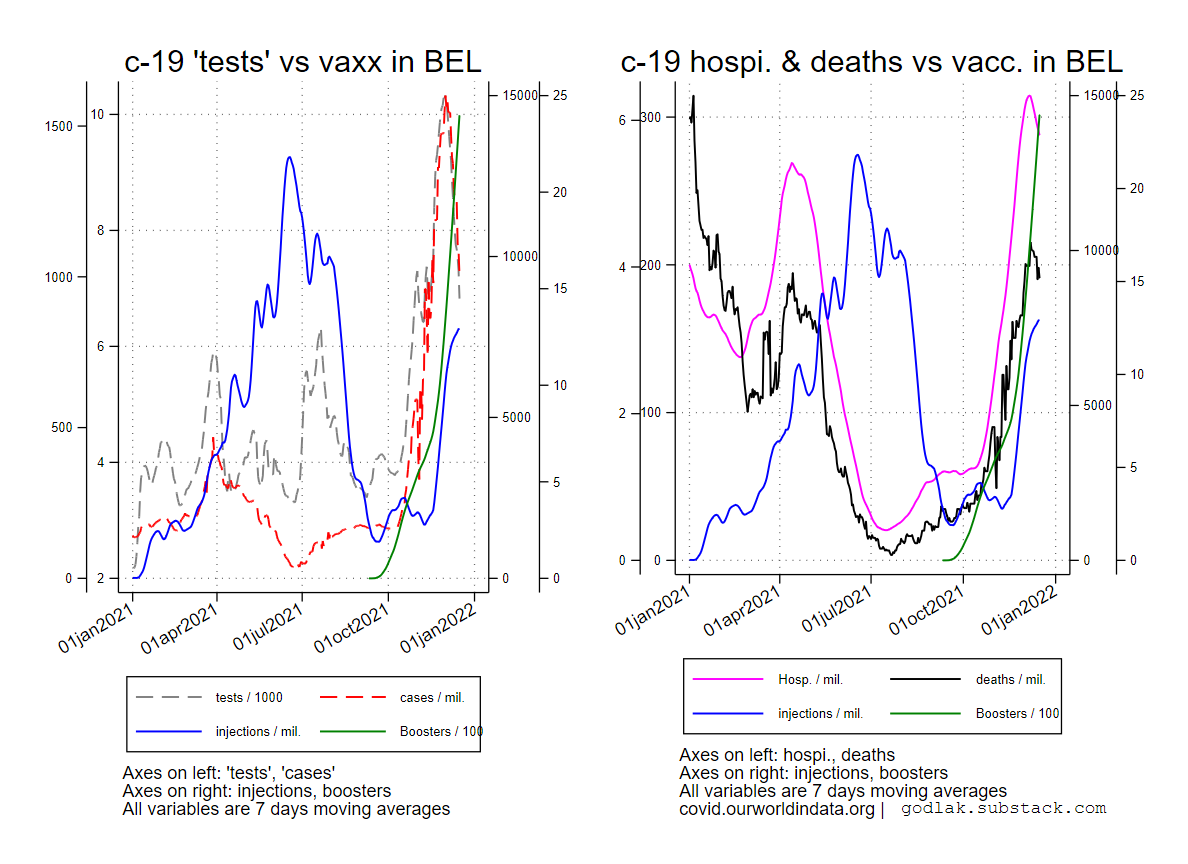 c-19 'tests' vs vaxx in BEL
1500
1000
500
0
10
8
6
4
2
15000
10000
5000
0
25
20
15
10
5
0
01jan2021
01apr2021
01jul2021
01oct2021
01jan2022
tests / 1000
cases / mil.
injections / mil.
Boosters / 100
Axes on left: 'tests', 'cases'
Axes on right: injections, boosters
All variables are 7 days moving averages
c-19 hospi. & deaths vs vacc. in BEL
6
4
2
0
300
200
100
0
15000
10000
5000
0
25
20
15
10
5
0
01jan2021
01apr2021
01jul2021
01oct2021
01jan2022
Hosp. / mil.
deaths / mil.
injections / mil.
Boosters / 100
Axes on left: hospi., deaths
Axes on right: injections, boosters
All variables are 7 days moving averages
covid.ourworldindata.org | godlak.substack.com